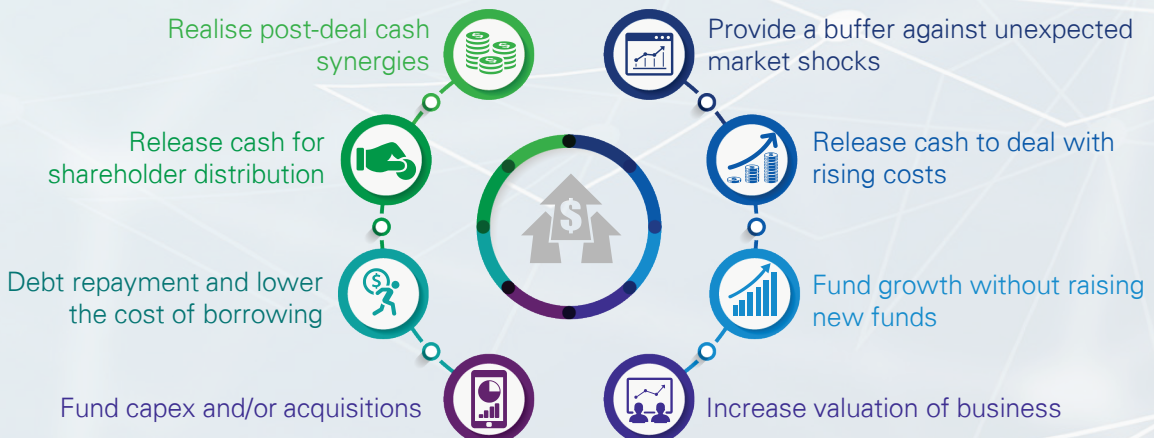 Realise post-deal cash
synergies
Release cash for
shareholder distribution
Debt repayment and lower
the cost of borrowing
Fund capex and/or acquisitions
Provide a buffer against unexpected
market shocks
Release cash to deal with
rising costs
Fund growth without raising
new funds
Increase valuation of business
$
$